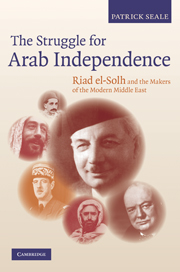 PATRICK SEALE
The Struggle for
Arab Independence
Riad el-Solh and the Makers
of the Modern Middle East
CAMBRIDGE